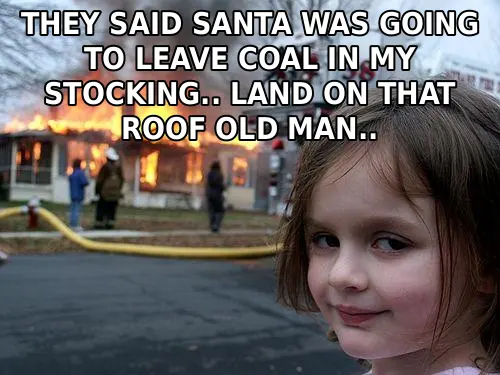 THEY SAID SANTA WAS GOING
TO LEAVE COAL IN MY
STOCKING.. LAND ON THAT
ROOF OLD MAN..